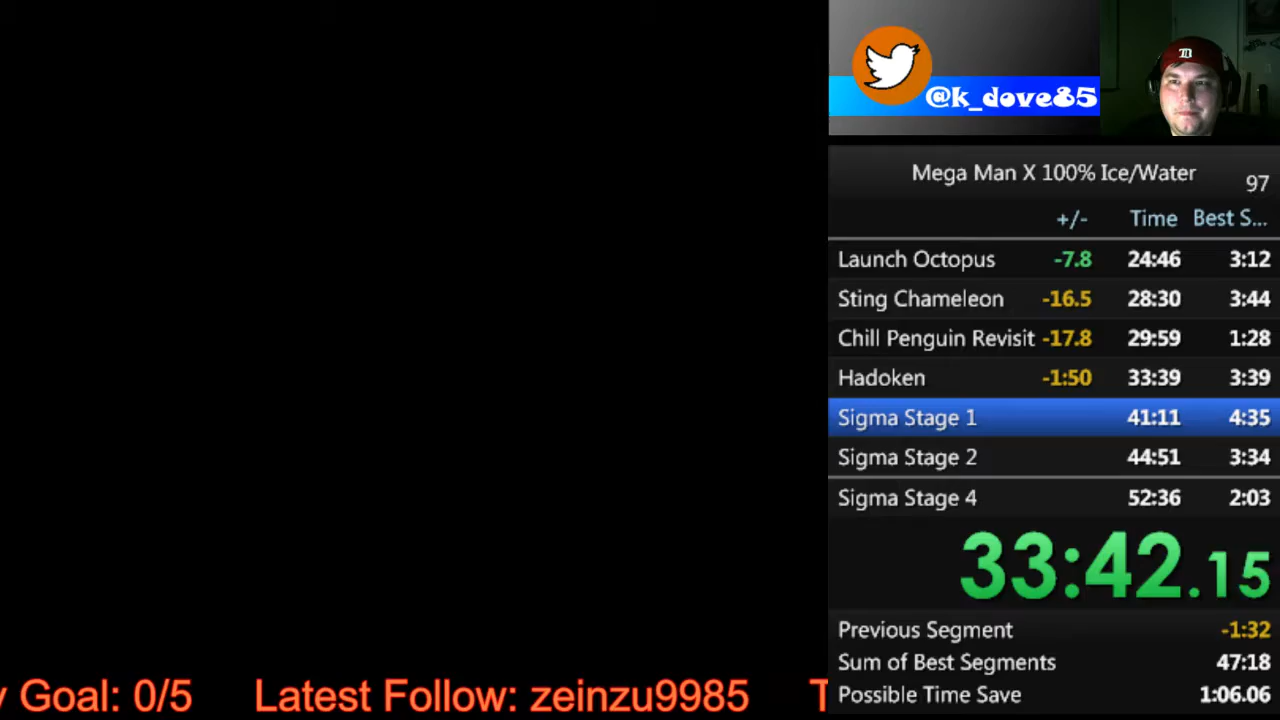 @k_dove85
Mega Man X 100% Ice/Water
97
+/- Time Best S...
Launch Octopus -7.8 24:46 3:12
Sting Chameleon -16.5 28:30 3:44
Chill Penguin Revisit -17.8 29:59 1:28
Hadoken -1:50 33:39 3:39
Sigma Stage 1 41:11 4:35
Sigma Stage 2 44:51 3:34
Sigma Stage 4 52:36 2:03
33:42.15
Previous Segment -1:32
Sum of Best Segments 47:18
Possible Time Save 1:06.06
y Goal: 0/5 Latest Follow: zeinzu9985 T